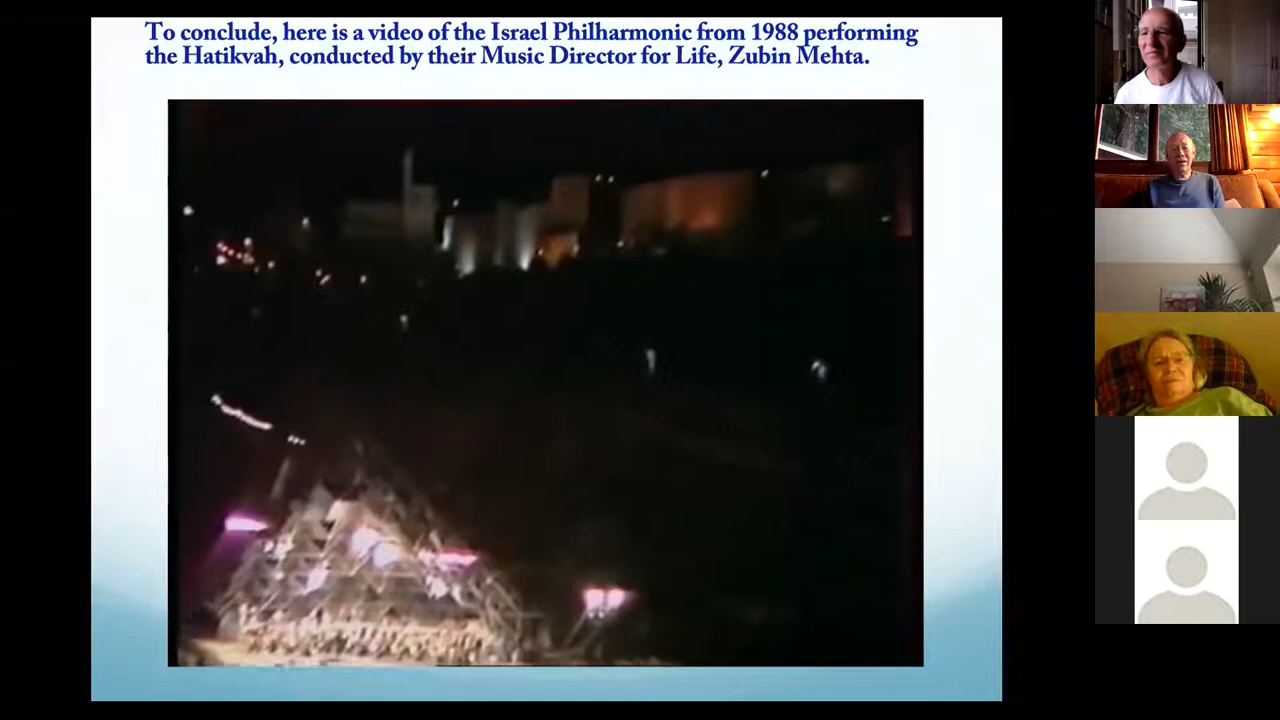 To conclude, here is a video of the Israel Philharmonic from 1988 performing
the Hatikvah, conducted by their Music Director for Life, Zubin Mehta.